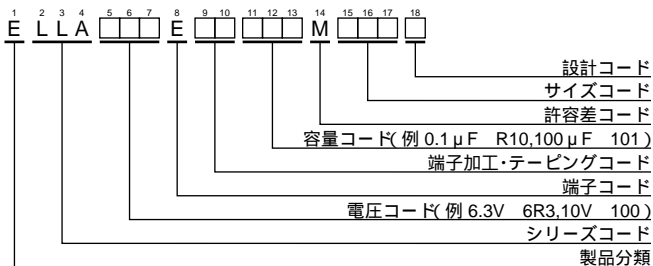 1 2 3 4 5 6 7 8 9 10 11 12 13 14 15 16 17 18
E L L A □□□ E □□ □□□ M □□□ □
設計コード
サイズコード
許容差コード
容量コード(例 0.1μF R10,100μF 101)
端子加工・テーピングコード
端子コード
電圧コード(例 6.3V 6R3,10V 100)
シリーズコード
製品分類